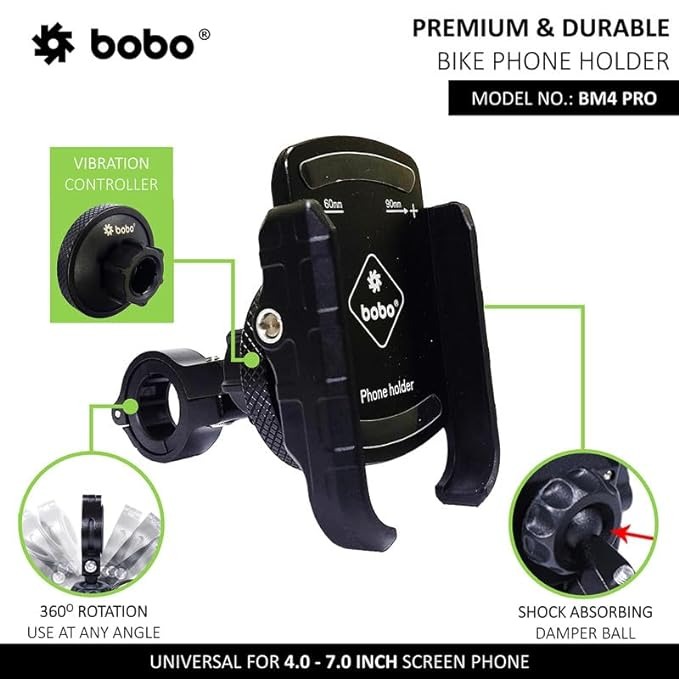 bobo®
PREMIUM & DURABLE
BIKE PHONE HOLDER
MODEL NO.: BM4 PRO
VIBRATION
CONTROLLER
bobo®
60mm
90mm
bobo®
Phone holder
360⁰ ROTATION
USE AT ANY ANGLE
SHOCK ABSORBING
DAMPER BALL
UNIVERSAL FOR 4.0 - 7.0 INCH SCREEN PHONE